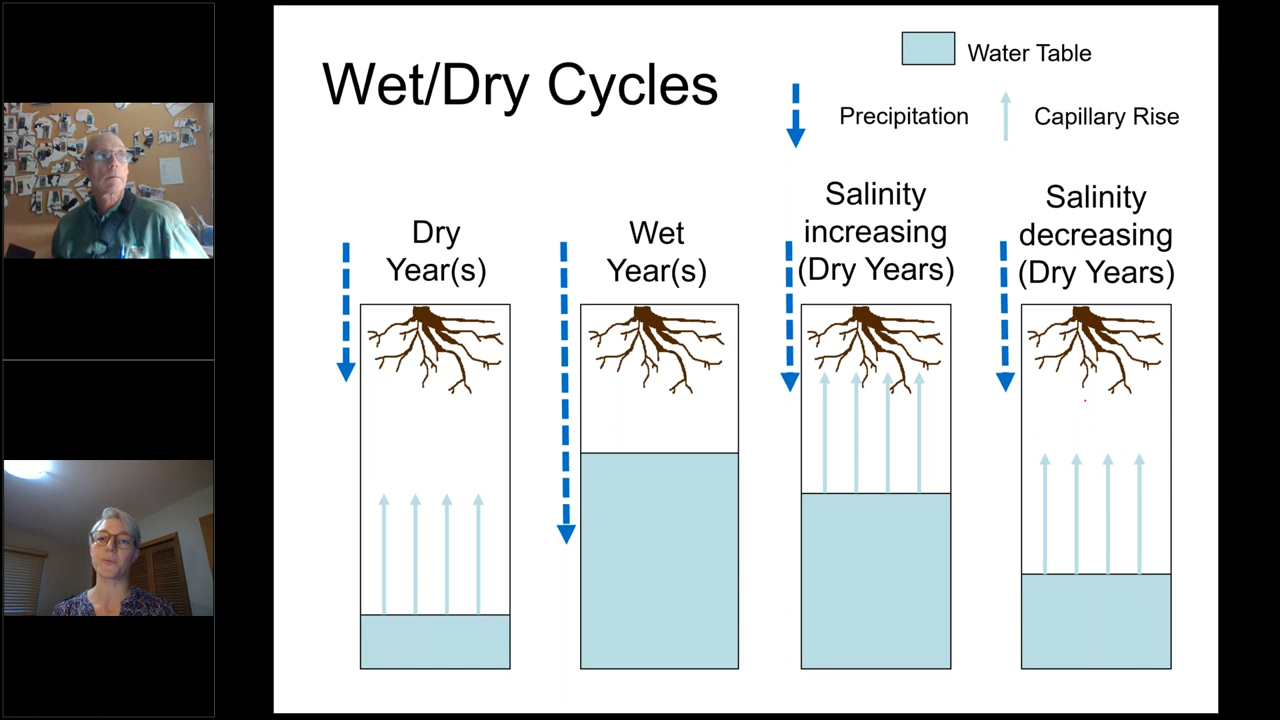 Wet/Dry Cycles
Water Table
Precipitation
Capillary Rise
Dry
Year(s)
Wet
Year(s)
Salinity
increasing
(Dry Years)
Salinity
decreasing
(Dry Years)